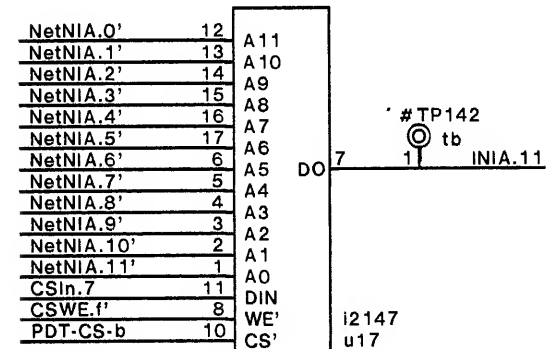 NetNIA.0' 12 A11
NetNIA.1' 13 A10
NetNIA.2' 14 A9
NetNIA.3' 15 A8
NetNIA.4' 16 A7
NetNIA.5' 17 A6
NetNIA.6' 6 A5 DO 7 1 INIA.11
NetNIA.7' 5 A4
NetNIA.8' 4 A3
NetNIA.9' 3 A2
NetNIA.10' 2 A1
NetNIA.11' 1 A0
CSIn.7 11 DIN
CSWE.f' 8 WE' i2147
PDT-CS-b 10 CS' u17
#TP142
tb